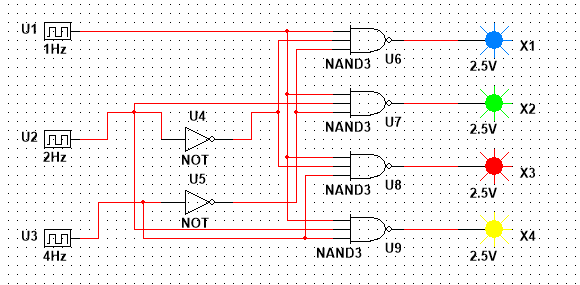 U1
1Hz
U6
NAND3
X1
2.5V
U4
NOT
U7
NAND3
X2
2.5V
U2
2Hz
U5
NOT
U8
NAND3
X3
2.5V
U3
4Hz
U9
NAND3
X4
2.5V